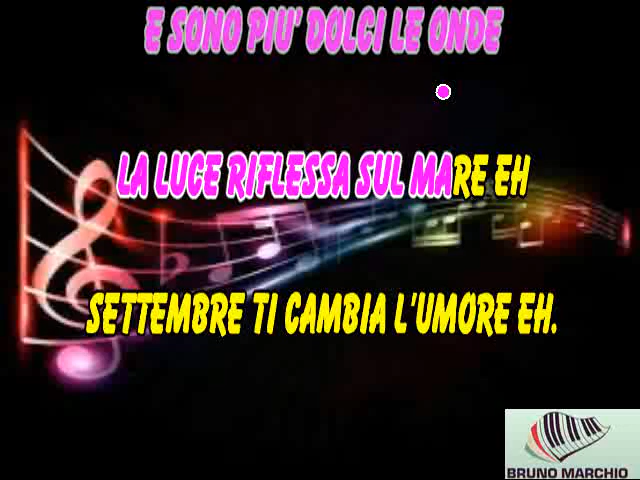 E SONO PIU' DOLCI LE ONDE
LA LUCE RIFLESSA SUL MARE EH
SETTEMBRE TI CAMBIA L'UMORE EH.
BRUNO MARCHIO